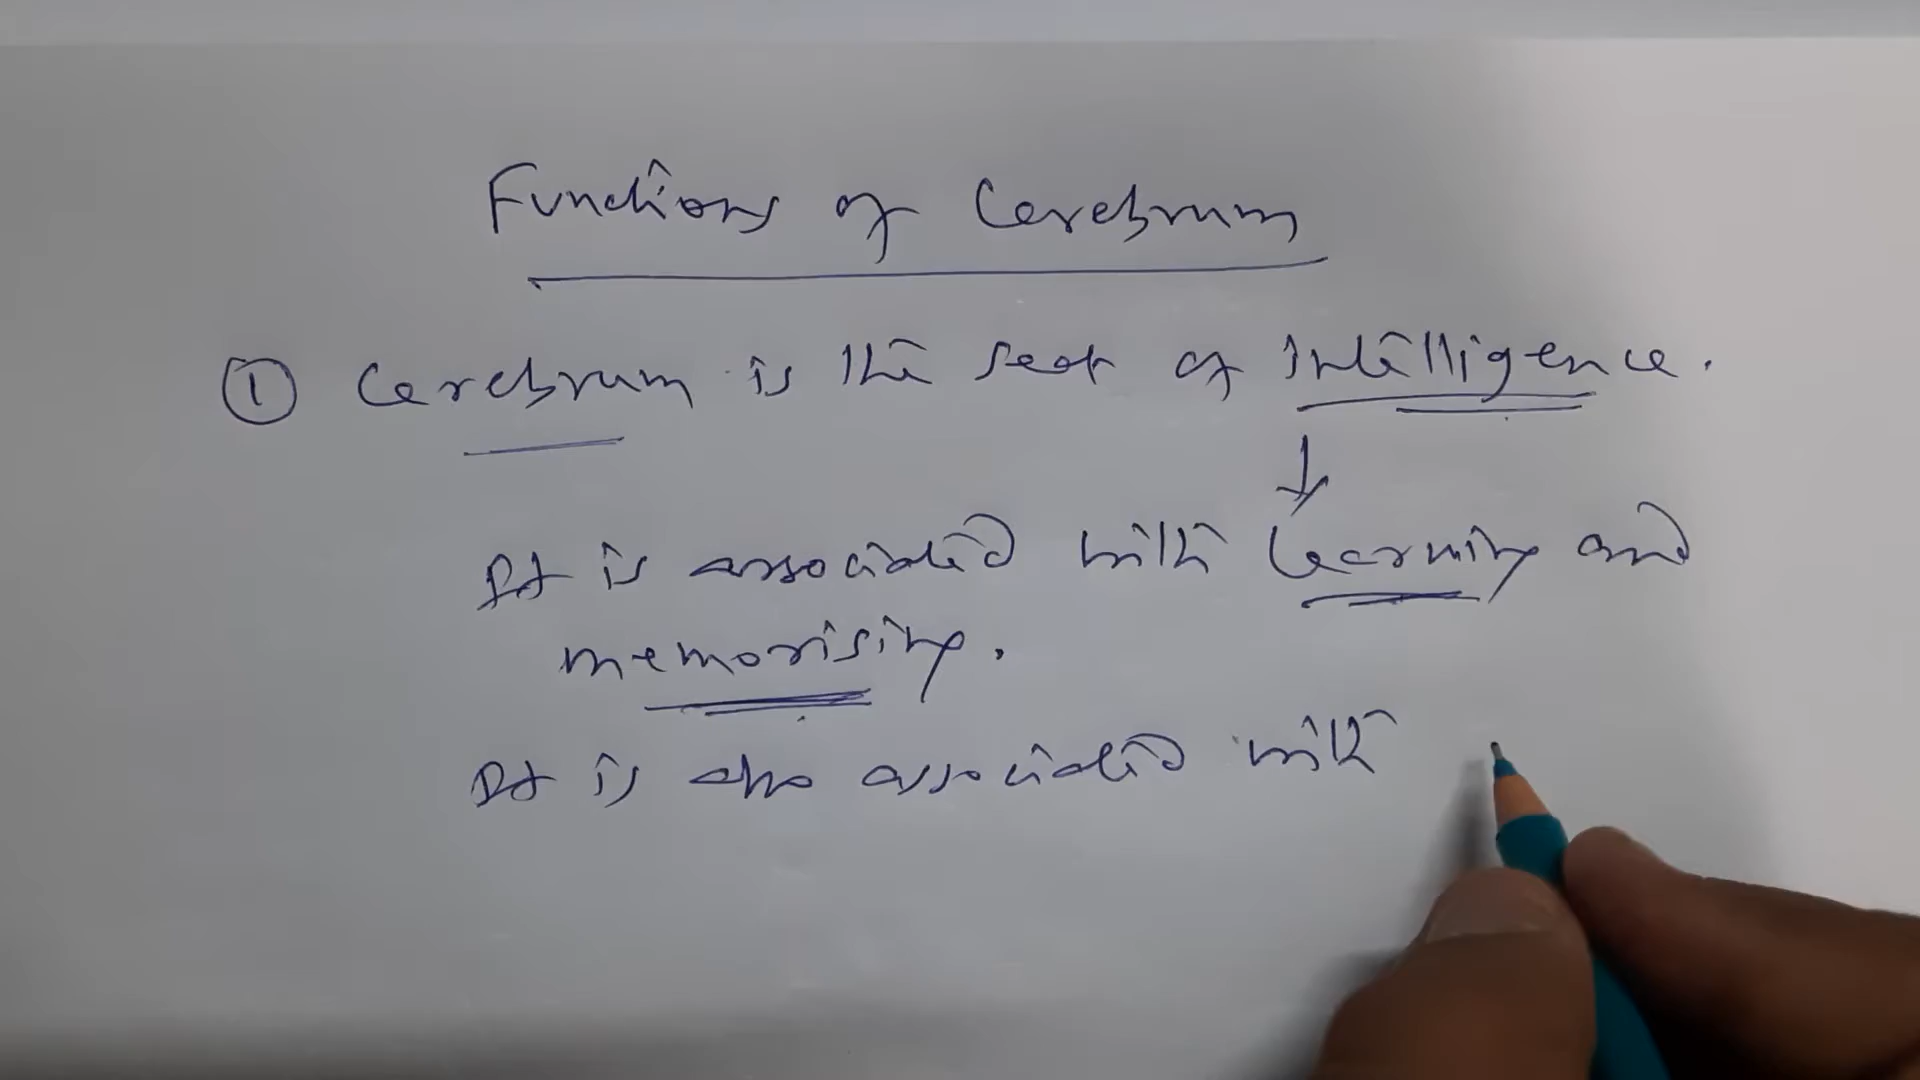 Functions of Cerebrum
① Cerebrum is the seat of Intelligence.
↓
It is associated with learning and
memorising.
It is also associated with